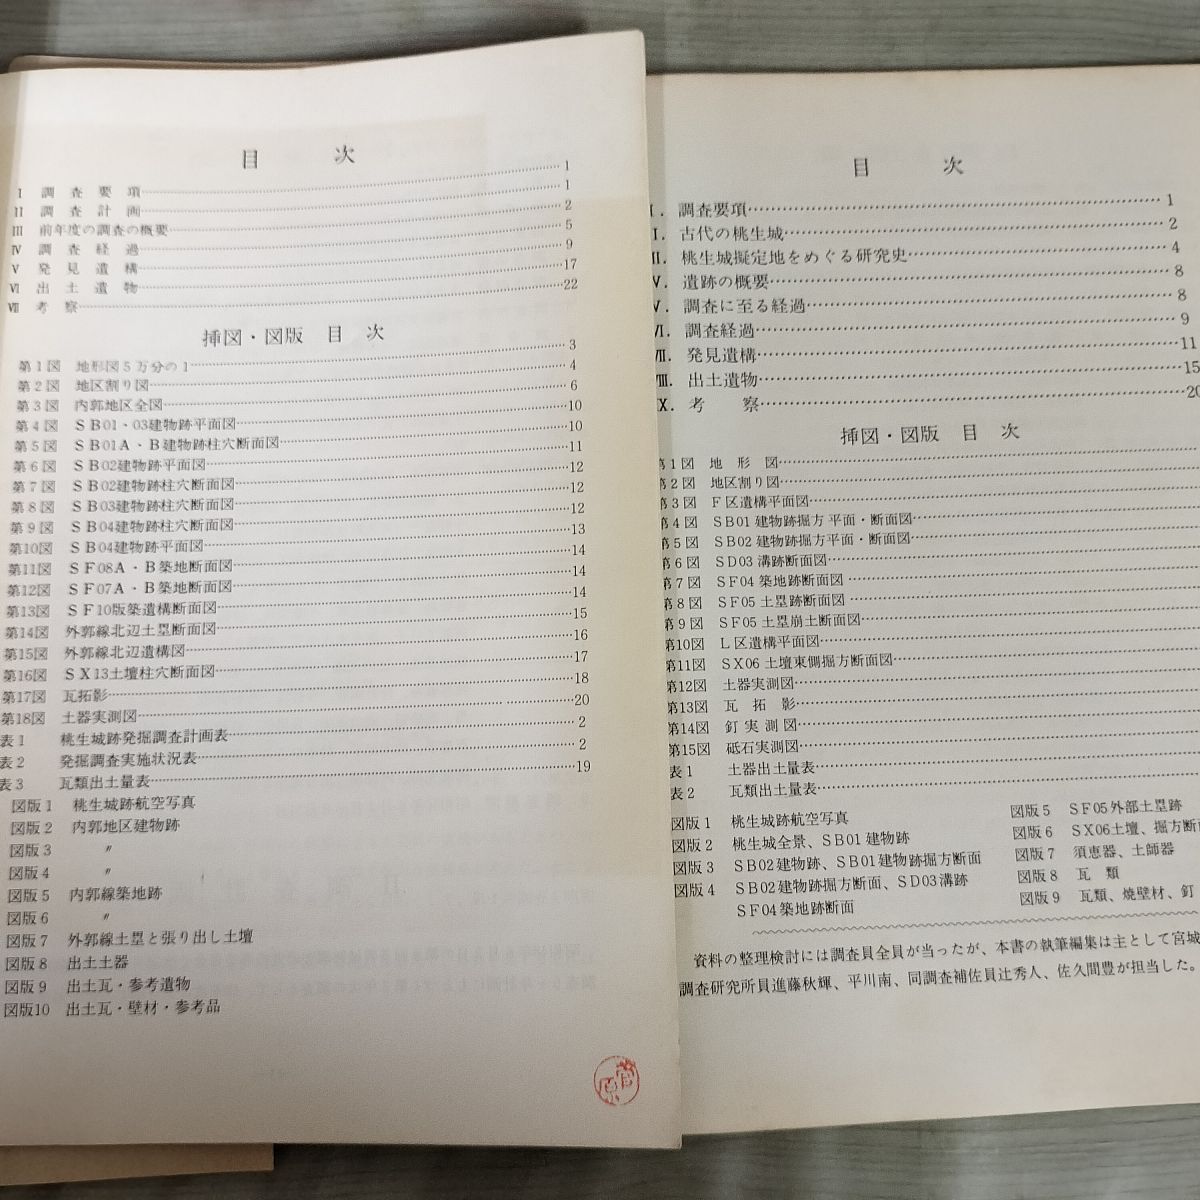 目 次
Ⅰ 調査要項 1
Ⅱ 調査計画 1
Ⅲ 前年度の調査の概要 2
Ⅳ 調査経過 5
Ⅴ 発見遺構 9
Ⅵ 出土遺物 17
Ⅶ 考察 22
挿図・図版 目 次
第1図 地形図5万分の1 3
第2図 地区割り図 4
第3図 内郭地区全図 6
第4図 SB01、03建物跡平面図 10
第5図 SB01A・B建物跡柱穴断面図 10
第6図 SB02建物跡平面図 11
第7図 SB02建物跡柱穴断面図 12
第8図 SB03建物跡柱穴断面図 12
第9図 SB04建物跡柱穴断面図 12
第10図 SB04建物跡平面図 13
第11図 SF08A・B築地断面図 14
第12図 SF07A・B築地断面図 14
第13図 SF10版築遺構断面図 14
第14図 外郭線北辺土塁断面図 15
第15図 外郭線北辺遺構図 16
第16図 SX13土壇柱穴断面図 17
第17図 瓦拓影 18
第18図 土器実測図 20
表1 桃生城跡発掘調査計画表 2
表2 発掘調査実施状況表 2
表3 瓦類出土量表 19
図版1 桃生城跡航空写真
図版2 内郭地区建物跡
図版3 〃
図版4 〃
図版5 内郭線築地跡
図版6 〃
図版7 外郭線土塁と張り出し土壇
図版8 出土土器
図版9 出土瓦・参考遺物
図版10 出土瓦・壁材・参考品
菅原
目 次
Ⅰ. 調査要項 1
Ⅰ. 古代の桃生城 2
Ⅱ. 桃生城擬定地をめぐる研究史 4
Ⅴ. 遺跡の概要 8
Ⅴ. 調査に至る経過 8
Ⅵ. 調査経過 9
Ⅶ. 発見遺構 11
Ⅷ. 出土遺物 15
Ⅸ. 考 察 20
挿図・図版 目 次
第1図 地形図
第2図 地区割り図
第3図 F区遺構平面図
第4図 SB01建物跡掘方平面・断面図
第5図 SB02建物跡掘方平面・断面図
第6図 SD03溝跡断面図
第7図 SF04築地跡断面図
第8図 SF05土塁跡断面図
第9図 SF05土塁崩土断面図
第10図 L区遺構平面図
第11図 SX06土壇東側掘方断面図
第12図 土器実測図
第13図 瓦拓影
第14図 釘実測図
第15図 砥石実測図
表1 土器出土量表
表2 瓦類出土量表
図版1 桃生城跡航空写真
図版2 桃生城全景、SB01建物跡
図版3 SB02建物跡、SB01建物跡掘方断面
図版4 SB02建物跡掘方断面、SD03溝跡
SF04築地跡断面
図版5 SF05外部土塁跡
図版6 SX06土壇、掘方断
図版7 須恵器、土師器
図版8 瓦 類
図版9 瓦類、焼壁材、釘
資料の整理検討には調査員全員が当ったが、本書の執筆編集は主として宮城
調査研究所員進藤秋輝、平川南、同調査補佐員辻秀人、佐久間豊が担当した。